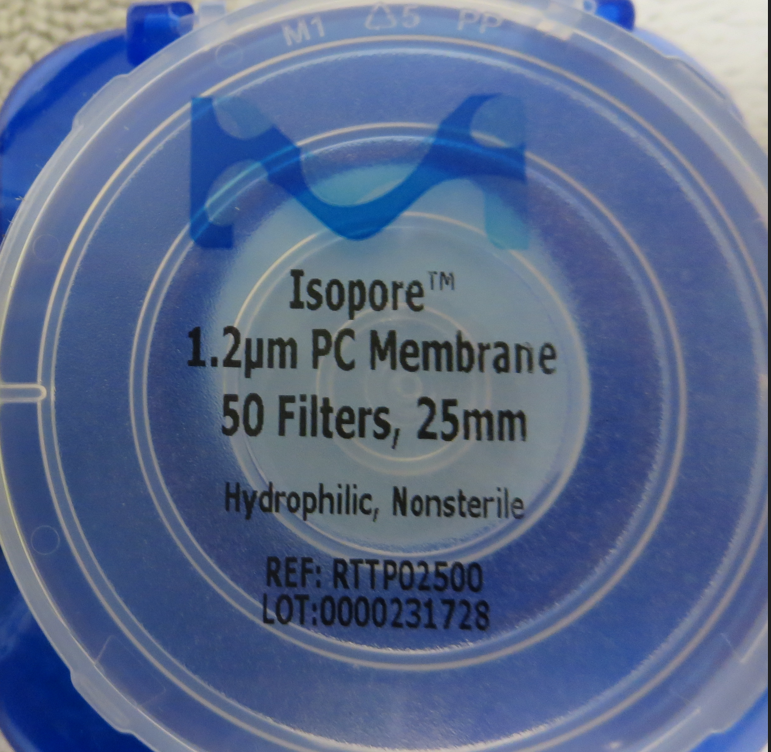 M1 5 PP
Isopore™
1.2µm PC Membrane
50 Filters, 25mm
Hydrophilic, Nonsterile
REF: RTTP02500
LOT:0000231728